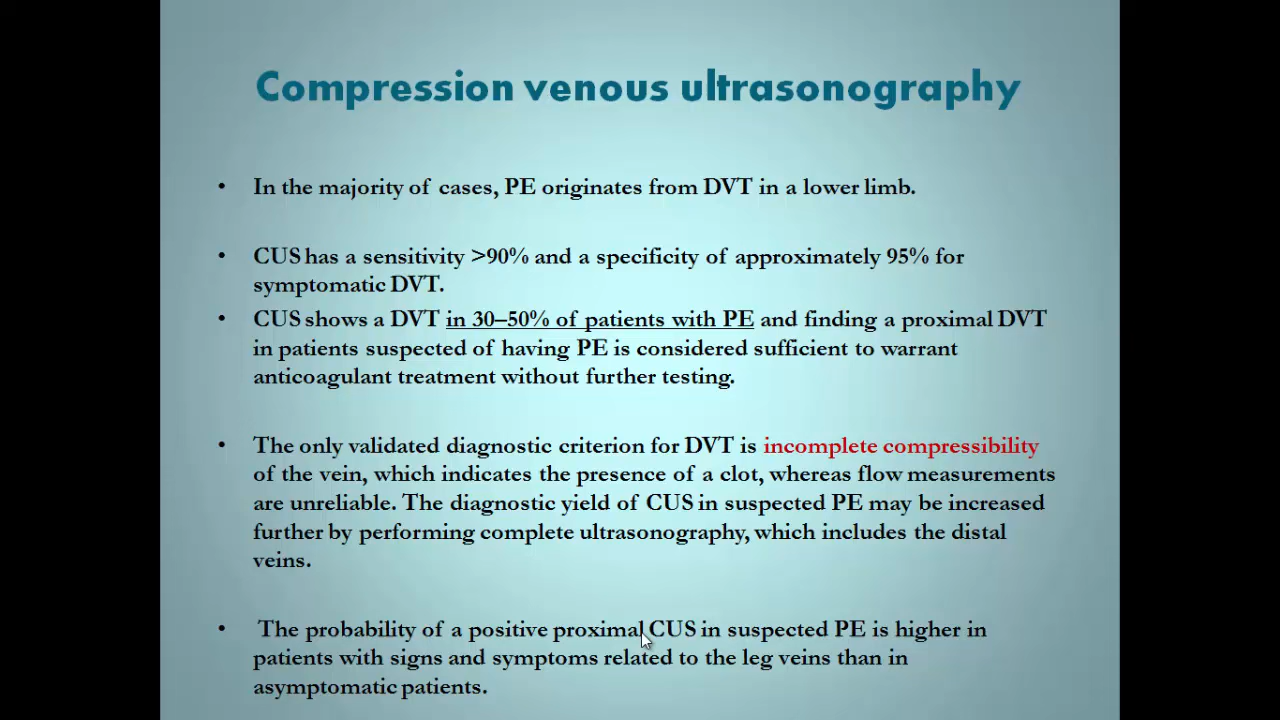 Compression venous ultrasonography
• In the majority of cases, PE originates from DVT in a lower limb.
• CUS has a sensitivity >90% and a specificity of approximately 95% for
symptomatic DVT.
• CUS shows a DVT in 30–50% of patients with PE and finding a proximal DVT
in patients suspected of having PE is considered sufficient to warrant
anticoagulant treatment without further testing.
• The only validated diagnostic criterion for DVT is incomplete compressibility
of the vein, which indicates the presence of a clot, whereas flow measurements
are unreliable. The diagnostic yield of CUS in suspected PE may be increased
further by performing complete ultrasonography, which includes the distal
veins.
• The probability of a positive proximal CUS in suspected PE is higher in
patients with signs and symptoms related to the leg veins than in
asymptomatic patients.